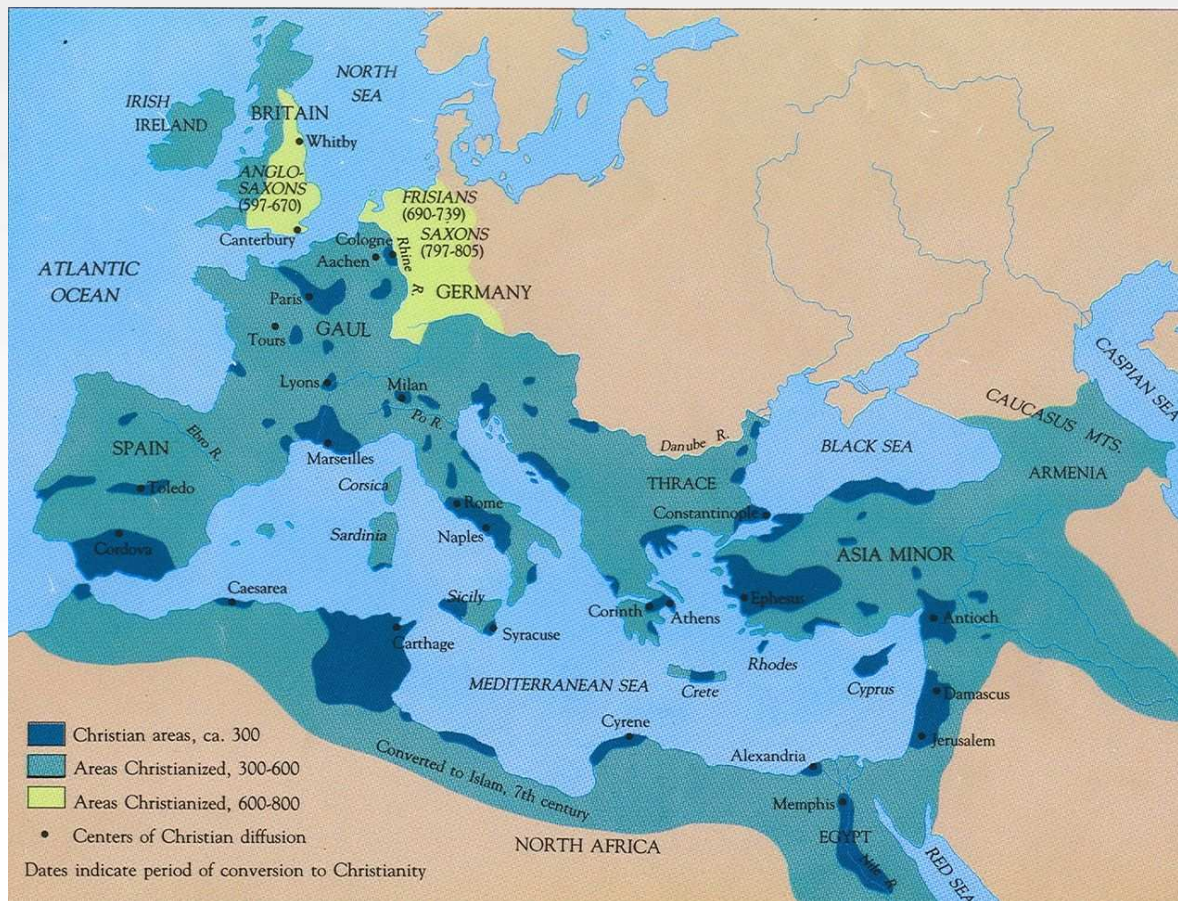 NORTH
SEA
IRISH
IRELAND
BRITAIN
Whitby
ANGLO-
SAXONS
(597-670)
Canterbury
FRISIANS
(690-739)
SAXONS
(797-805)
Cologne
Aachen
Rhine R.
GERMANY
ATLANTIC
OCEAN
Paris
GAUL
Tours
Lyons
Milan
Po R.
CASPIAN SEA
CAUCASUS MTS.
ARMENIA
BLACK SEA
Danube R.
THRACE
Constantinople
SPAIN
Ebro R.
Marseilles
Corsica
Toledo
Rome
Sardinia
Naples
Cordova
ASIA MINOR
Caesarea
Sicily
Corinth
Athens
Ephesus
Antioch
Carthage
Syracuse
Rhodes
MEDITERRANEAN SEA
Crete
Cyprus
Damascus
Cyrene
Jerusalem
Alexandria
Converted to Islam, 7th century
Memphis
NORTH AFRICA
EGYPT
Nile R.
RED SEA
Christian areas, ca. 300
Areas Christianized, 300-600
Areas Christianized, 600-800
Centers of Christian diffusion
Dates indicate period of conversion to Christianity